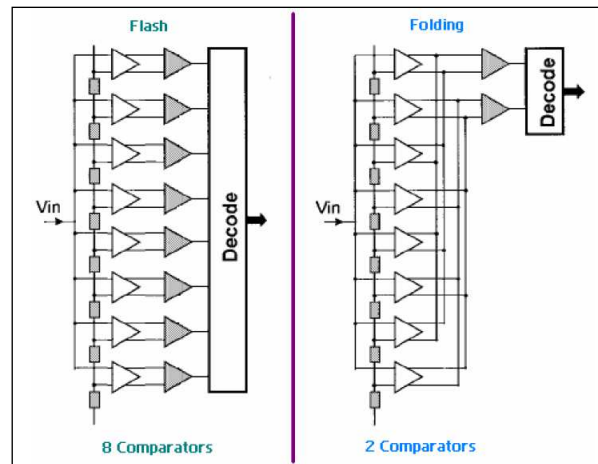 Flash
Vin
Decode
8 Comparators
Folding
Vin
Decode
2 Comparators